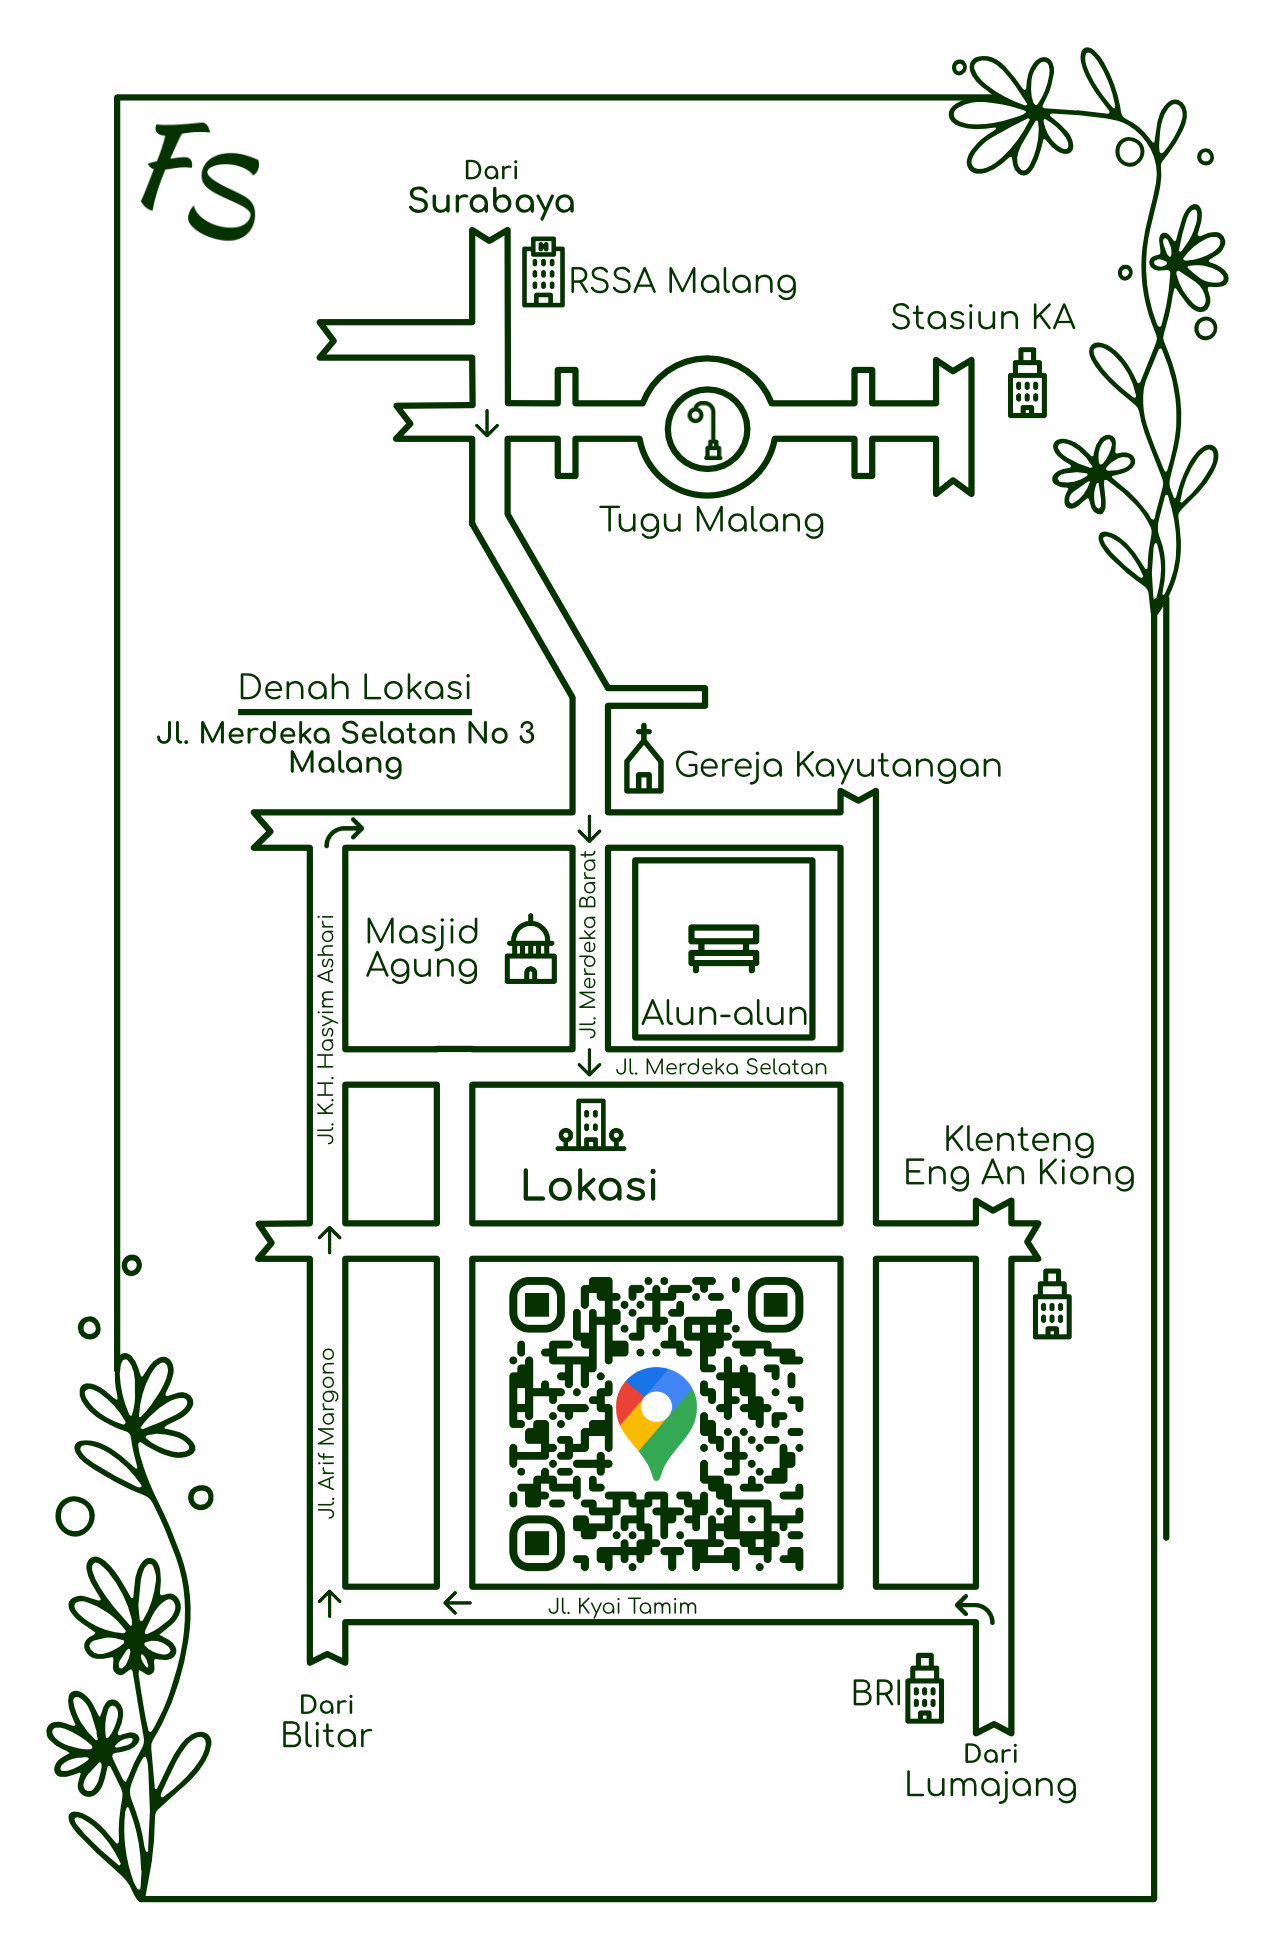 FS
Dari
Surabaya
RSSA Malang
Stasiun KA
Tugu Malang
Denah Lokasi
Jl. Merdeka Selatan No 3
Malang
Gereja Kayutangan
Masjid
Agung
Jl. Merdeka Barat
Jl. K.H. Hasyim Ashari
Alun-alun
Jl. Merdeka Selatan
Lokasi
Klenteng
Eng An Kiong
Jl. Arif Margono
Jl. Kyai Tamim
BRI
Dari
Blitar
Dari
Lumajang